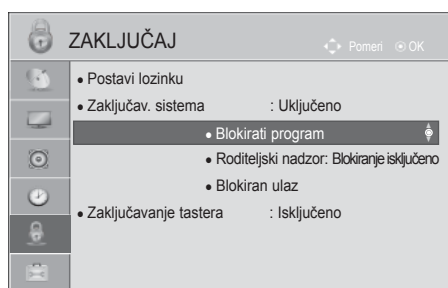 ZAKLJUČAJ
Pomeri OK
• Postavi lozinku
• Zaključav. sistema : Uključeno
• Blokirati program
• Roditeljski nadzor: Blokiranje isključeno
• Blokiran ulaz
• Zaključavanje tastera : Isključeno